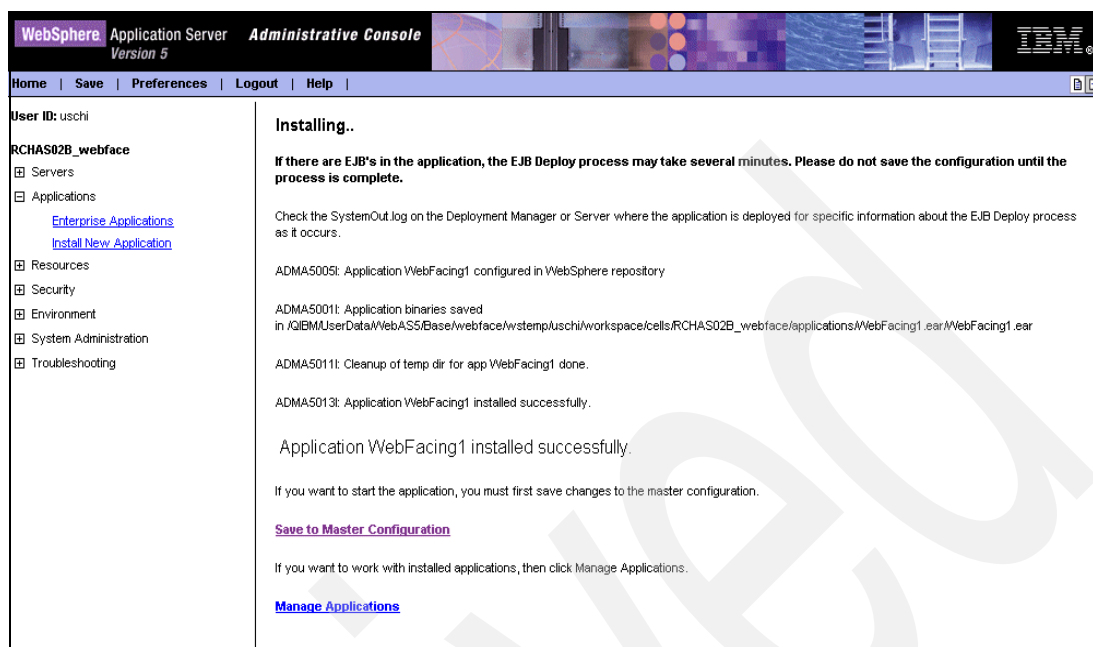 WebSphere. Application Server Administrative Console
Version 5
IBM®
Home | Save | Preferences | Logout | Help |
User ID: uschi
RCHAS02B_webface
Servers
Applications
Enterprise Applications
Install New Application
Resources
Security
Environment
System Administration
Troubleshooting
Installing..
If there are EJB's in the application, the EJB Deploy process may take several minutes. Please do not save the configuration until the
process is complete.
Check the SystemOut.log on the Deployment Manager or Server where the application is deployed for specific information about the EJB Deploy process
as it occurs.
ADMA5005I: Application WebFacing1 configured in WebSphere repository
ADMA5001I: Application binaries saved
in /QIBM/UserData/WebAS5/Base/webface/wstemp/uschi/workspace/cells/RCHAS02B_webface/applications/WebFacing1.ear/WebFacing1.ear
ADMA5011I: Cleanup of temp dir for app WebFacing1 done.
ADMA5013I: Application WebFacing1 installed successfully.
Application WebFacing1 installed successfully.
If you want to start the application, you must first save changes to the master configuration.
Save to Master Configuration
If you want to work with installed applications, then click Manage Applications.
Manage Applications
ived